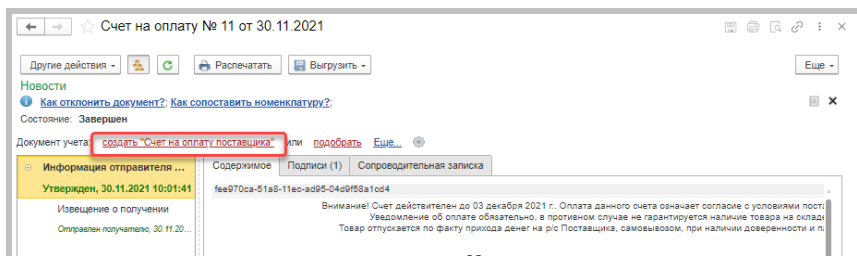 Счет на оплату № 11 от 30.11.2021
Другие действия Распечатать Выгрузить Еще
Новости
Как отклонить документ?; Как сопоставить номенклатуру?;
Состояние: Завершен
Документ учета: создать "Счет на оплату поставщика" или подобрать Еще...
Информация отправителя ... Содержимое Подписи (1) Сопроводительная записка
Утвержден, 30.11.2021 10:01:41 fee970ca-51a8-11ec-ad95-04d9f58a1cd4
Внимание! Счет действителен до 03 декабря 2021 г.. Оплата данного счета означает согласие с условиями
Извещение о получении Уведомление об оплате обязательно, в противном случае не гарантируется наличие товара на
Отправлен получателю, 30.11.20... Товар отпускается по факту прихода денег на р/с Поставщика, самовывозом, при наличии доверенности и